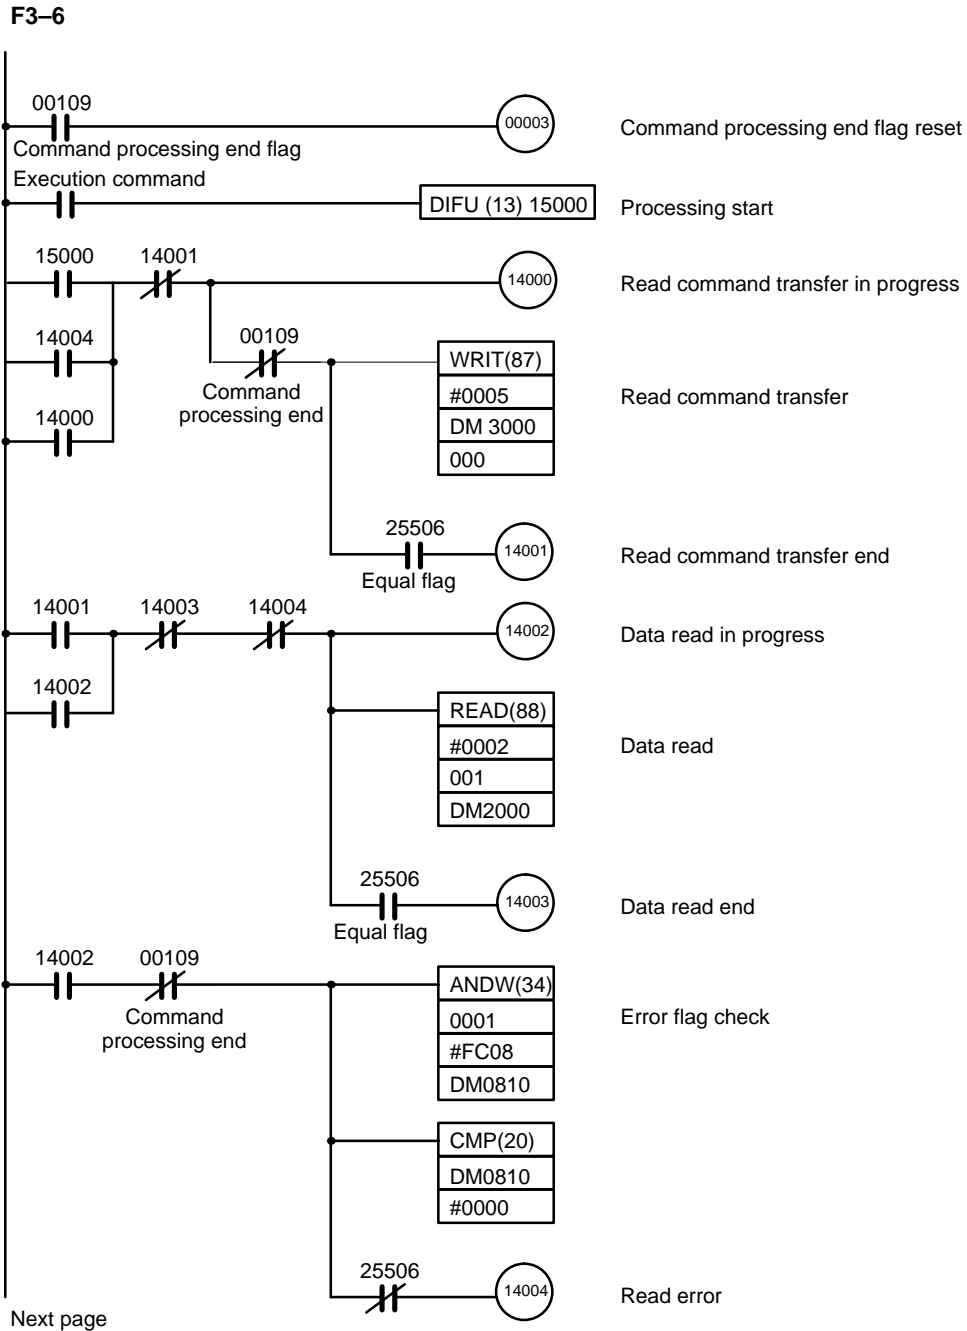 F3–6
00109
00003
Command processing end flag reset
Command processing end flag
Execution command
DIFU (13) 15000
Processing start
15000
14001
14000
Read command transfer in progress
14004
00109
WRIT(87)
Command
processing end
#0005
Read command transfer
14000
DM 3000
000
25506
14001
Read command transfer end
Equal flag
14001
14003
14004
14002
Data read in progress
14002
READ(88)
#0002
Data read
001
DM2000
25506
14003
Data read end
Equal flag
14002
00109
ANDW(34)
Command
processing end
0001
Error flag check
#FC08
DM0810
CMP(20)
DM0810
#0000
25506
14004
Read error
Next page